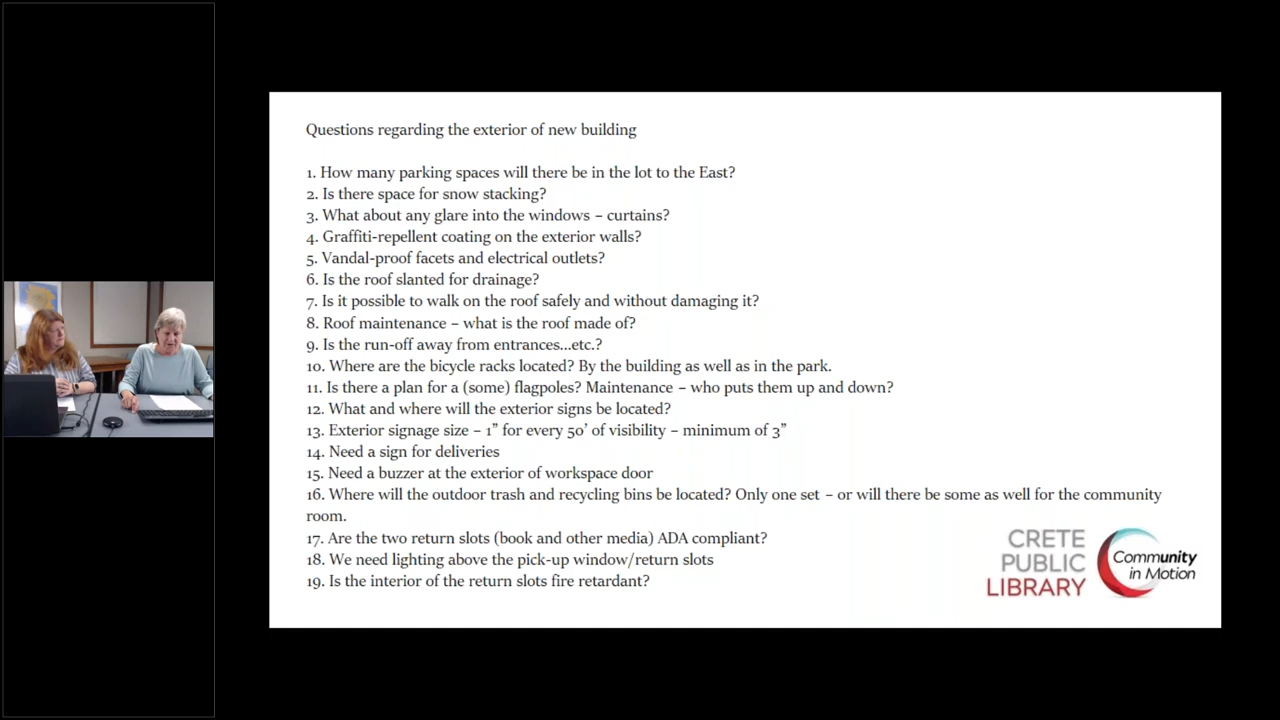 Questions regarding the exterior of new building
1. How many parking spaces will there be in the lot to the East?
2. Is there space for snow stacking?
3. What about any glare into the windows – curtains?
4. Graffiti-repellent coating on the exterior walls?
5. Vandal-proof facets and electrical outlets?
6. Is the roof slanted for drainage?
7. Is it possible to walk on the roof safely and without damaging it?
8. Roof maintenance – what is the roof made of?
9. Is the run-off away from entrances...etc.?
10. Where are the bicycle racks located? By the building as well as in the park.
11. Is there a plan for a (some) flagpoles? Maintenance – who puts them up and down?
12. What and where will the exterior signs be located?
13. Exterior signage size – 1” for every 50’ of visibility – minimum of 3”
14. Need a sign for deliveries
15. Need a buzzer at the exterior of workspace door
16. Where will the outdoor trash and recycling bins be located? Only one set – or will there be some as well for the community
room.
17. Are the two return slots (book and other media) ADA compliant?
18. We need lighting above the pick-up window/return slots
19. Is the interior of the return slots fire retardant?
CRETE
PUBLIC
LIBRARY
Community
in Motion